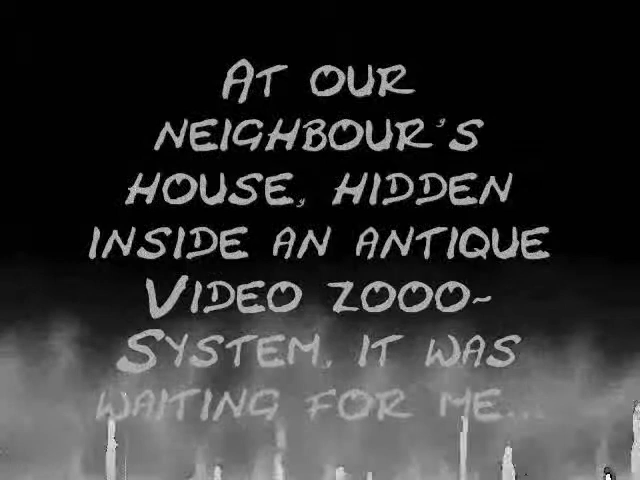 At our
neighbour's
house, hidden
inside an antique
Video 2000-
System, it was
waiting for me...